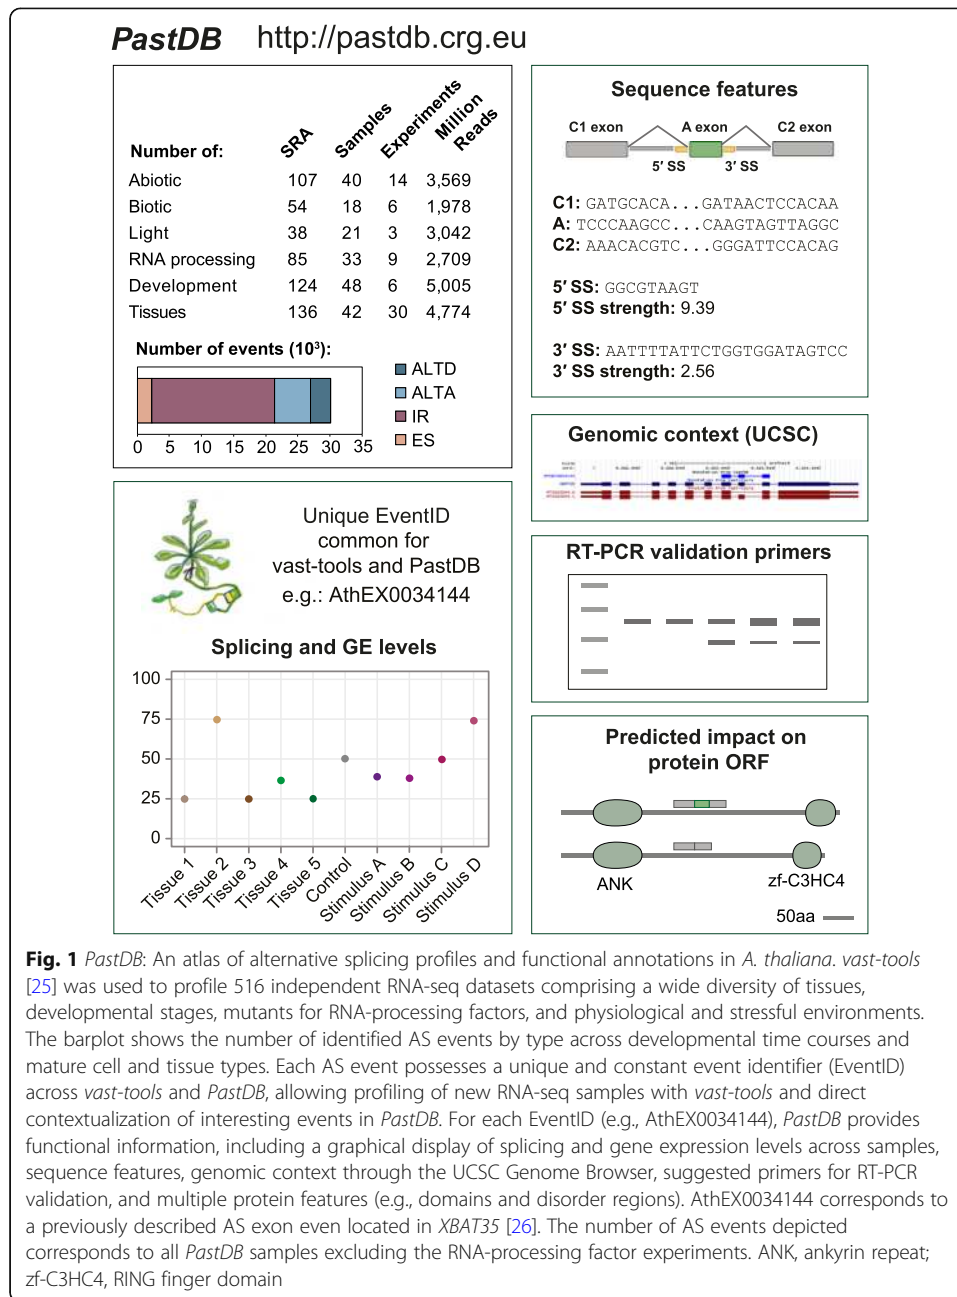 PastDB http://pastdb.crg.eu
Number of: SRA Samples Experiments Million Reads
Abiotic 107 40 14 3,569
Biotic 54 18 6 1,978
Light 38 21 3 3,042
RNA processing 85 33 9 2,709
Development 124 48 6 5,005
Tissues 136 42 30 4,774
Number of events (10³):
ALTD
ALTA
IR
ES
0 5 10 15 20 25 30 35
Unique EventID
common for
vast-tools and PastDB
e.g.: AthEX0034144
Splicing and GE levels
100
75
50
25
0
Tissue 1 Tissue 2 Tissue 3 Tissue 4 Tissue 5 Control Stimulus A Stimulus B Stimulus C Stimulus D
Sequence features
C1 exon A exon C2 exon
5′ SS 3′ SS
C1: GATGCACA...GATAACTCCACAA
A: TCCCAAGCC...CAAGTAGTTAGGC
C2: AAACACGTC...GGGATTCCACAG
5′ SS: GGCGTAAGT
5′ SS strength: 9.39
3′ SS: AATTTTATTCTGGTGGATAGTCC
3′ SS strength: 2.56
Genomic context (UCSC)
RT-PCR validation primers
Predicted impact on
protein ORF
ANK zf-C3HC4
50aa
Fig. 1 PastDB: An atlas of alternative splicing profiles and functional annotations in A. thaliana. vast-tools
[25] was used to profile 516 independent RNA-seq datasets comprising a wide diversity of tissues,
developmental stages, mutants for RNA-processing factors, and physiological and stressful environments.
The barplot shows the number of identified AS events by type across developmental time courses and
mature cell and tissue types. Each AS event possesses a unique and constant event identifier (EventID)
across vast-tools and PastDB, allowing profiling of new RNA-seq samples with vast-tools and direct
contextualization of interesting events in PastDB. For each EventID (e.g., AthEX0034144), PastDB provides
functional information, including a graphical display of splicing and gene expression levels across samples,
sequence features, genomic context through the UCSC Genome Browser, suggested primers for RT-PCR
validation, and multiple protein features (e.g., domains and disorder regions). AthEX0034144 corresponds to
a previously described AS exon even located in XBAT35 [26]. The number of AS events depicted
corresponds to all PastDB samples excluding the RNA-processing factor experiments. ANK, ankyrin repeat;
zf-C3HC4, RING finger domain